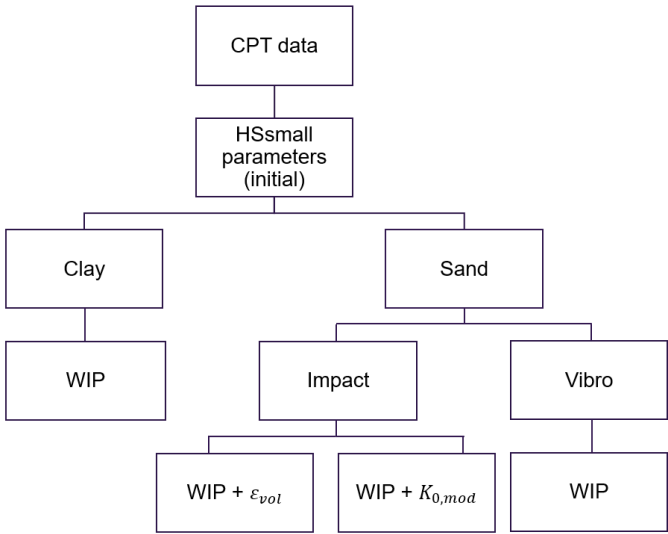 CPT data
HSsmall
parameters
(initial)
Clay
Sand
WIP
Impact
Vibro
WIP + ε_vol
WIP + K_0,mod
WIP